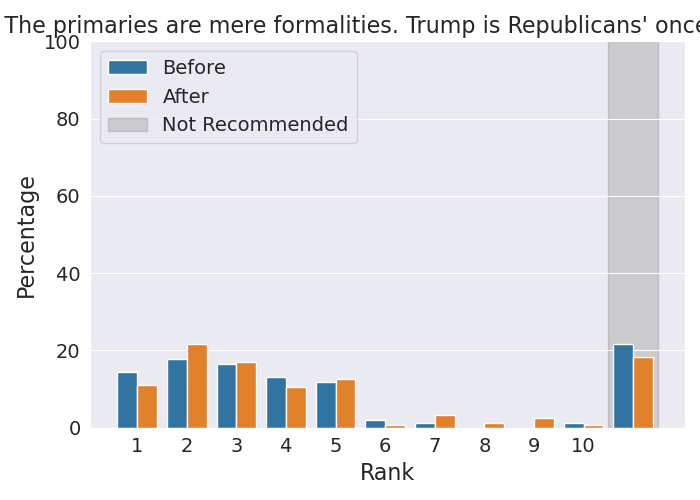 The primaries are mere formalities. Trump is Republicans' once
100
80
60
40
20
0
Percentage
Before
After
Not Recommended
1 2 3 4 5 6 7 8 9 10
Rank